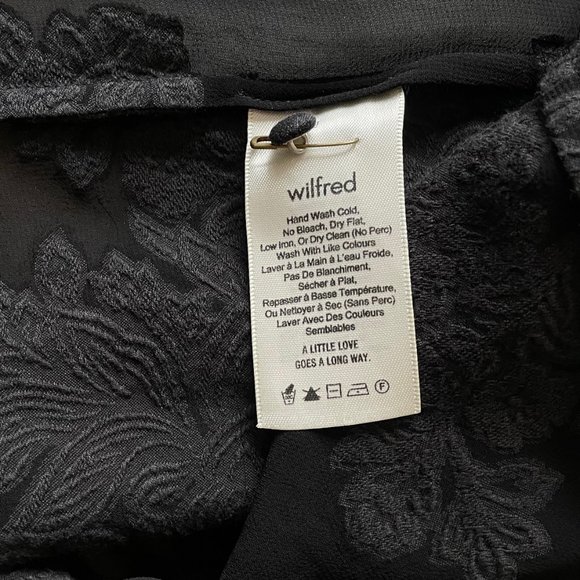 wilfred
Hand Wash Cold,
No Bleach, Dry Flat,
Low Iron, Or Dry Clean (No Perc)
Wash With Like Colours
Laver à La Main à L'eau Froide,
Pas De Blanchiment,
Sécher à Plat,
Repasser à Basse Température,
Ou Nettoyer à Sec (Sans Perc)
Laver Avec Des Couleurs
Semblables
A LITTLE LOVE
GOES A LONG WAY.
F